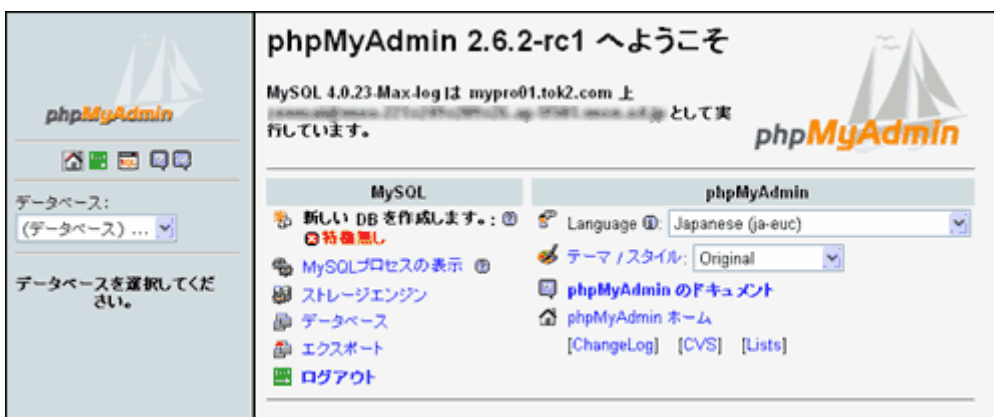 phpMyAdmin
SQL
データベース:
(データベース) ...
データベースを選択してくだ
さい。
phpMyAdmin 2.6.2-rc1 へようこそ
MySQL 4.0.23-Max-log は mypro01.tok2.com 上
として実
行しています。
phpMyAdmin
MySQL
新しい DB を作成します。:
特権無し
MySQLプロセスの表示
ストレージエンジン
データベース
エクスポート
ログアウト
phpMyAdmin
Language : Japanese (ja-euc)
テーマ / スタイル: Original
phpMyAdmin のドキュメント
phpMyAdmin ホーム
[ChangeLog] [CVS] [Lists]